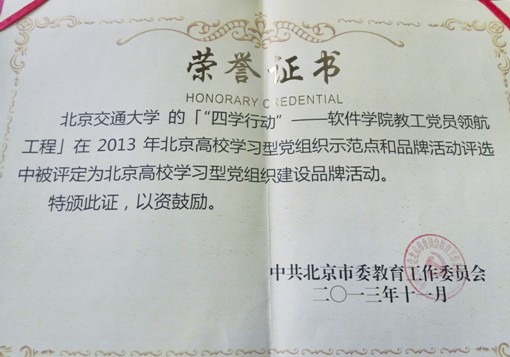 荣誉证书
HONORARY CREDENTIAL
北京交通大学 的「“四学行动”——软件学院教工党员领航
工程」在 2013 年北京高校学习型党组织示范点和品牌活动评选
中被评定为北京高校学习型党组织建设品牌活动。
特颁此证，以资鼓励。
中共北京市委教育工作委员会
二〇一三年十一月